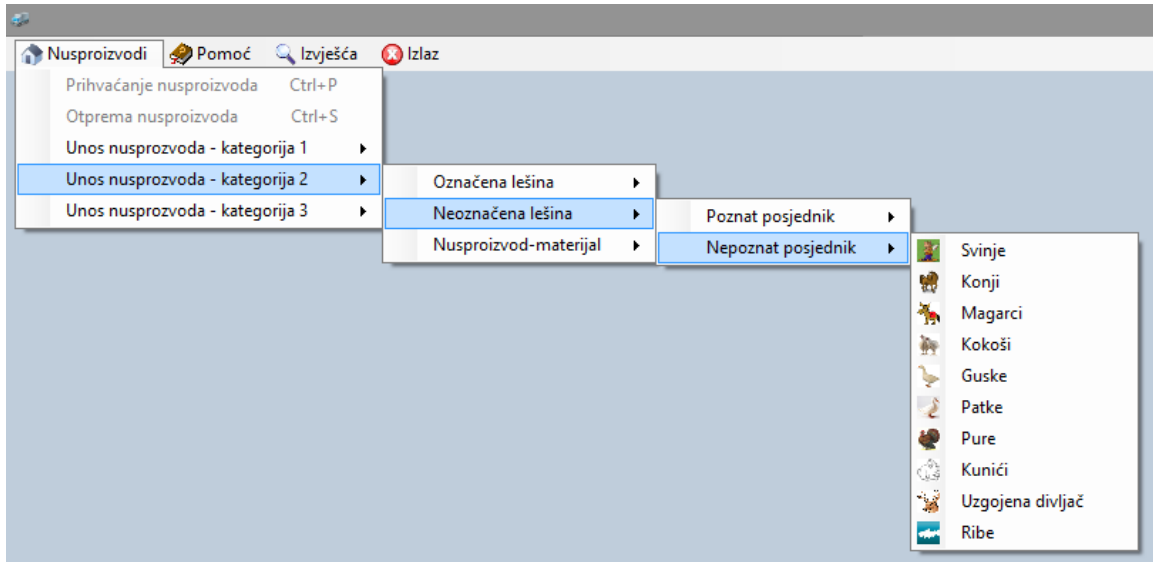 Nusproizvodi Pomoć Izvješća Izlaz
Prihvaćanje nusproizvoda Ctrl+P
Otprema nusproizvoda Ctrl+S
Unos nusprozvoda - kategorija 1
Unos nusprozvoda - kategorija 2
Unos nusprozvoda - kategorija 3
Označena lešina
Neoznačena lešina
Nusproizvod-materijal
Poznat posjednik
Nepoznat posjednik
Svinje
Konji
Magarci
Kokoši
Guske
Patke
Pure
Kunići
Uzgojena divljač
Ribe